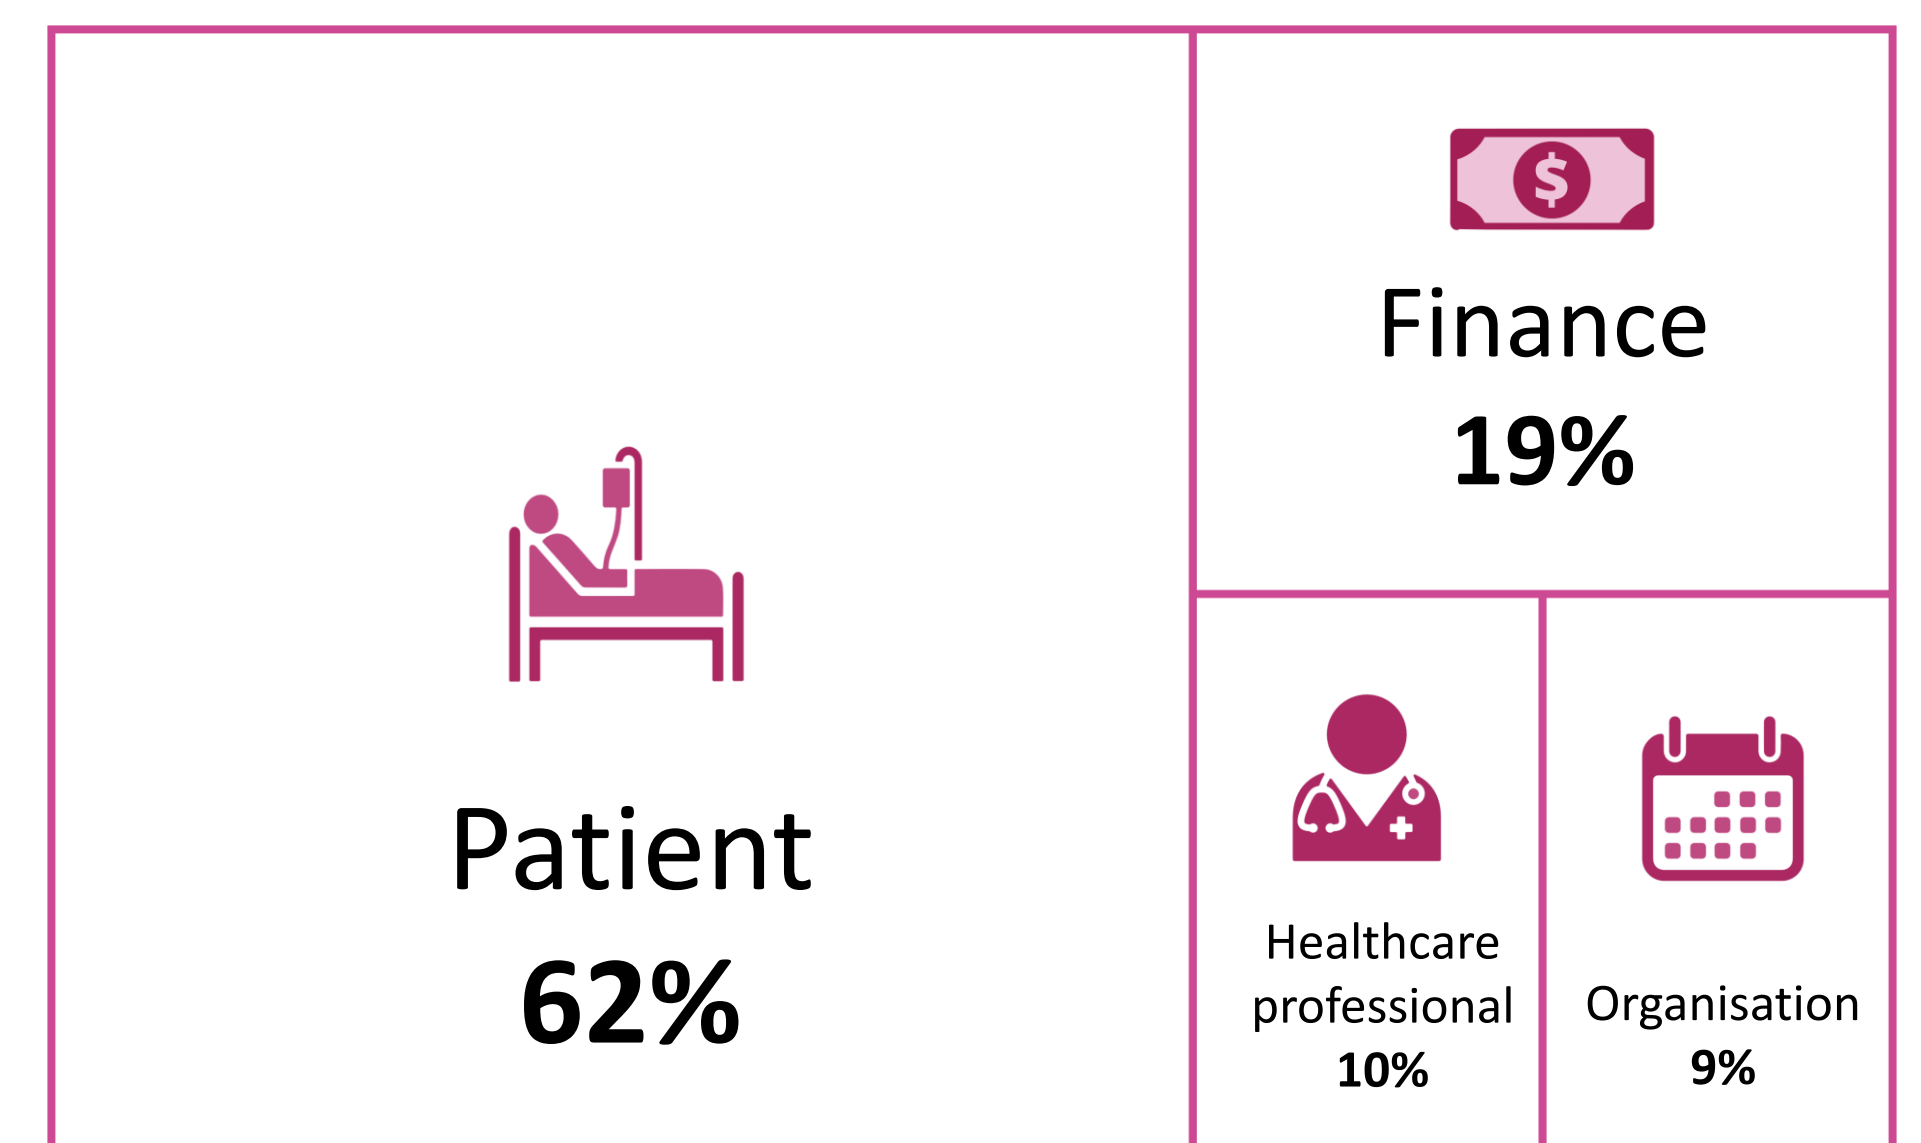 Patient
62%
$
Finance
19%
Healthcare
professional
10%
Organisation
9%